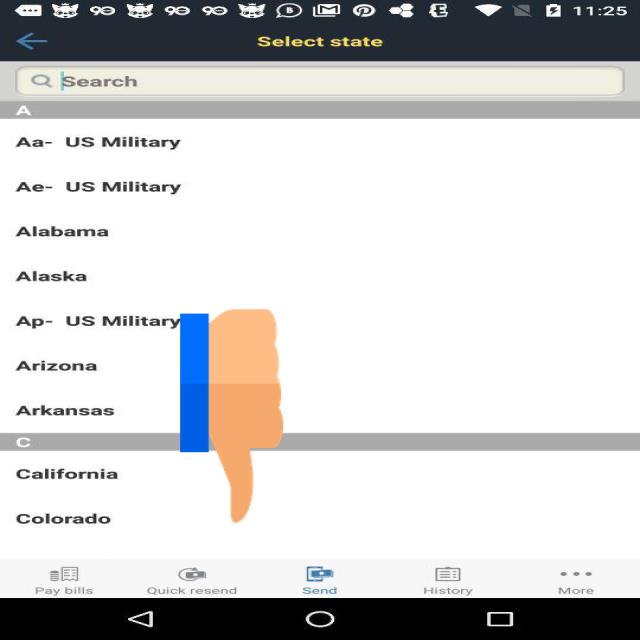 11:25
Select state
Search
A
Aa- US Military
Ae- US Military
Alabama
Alaska
Ap- US Military
Arizona
Arkansas
C
California
Colorado
Pay bills
Quick resend
Send
History
More